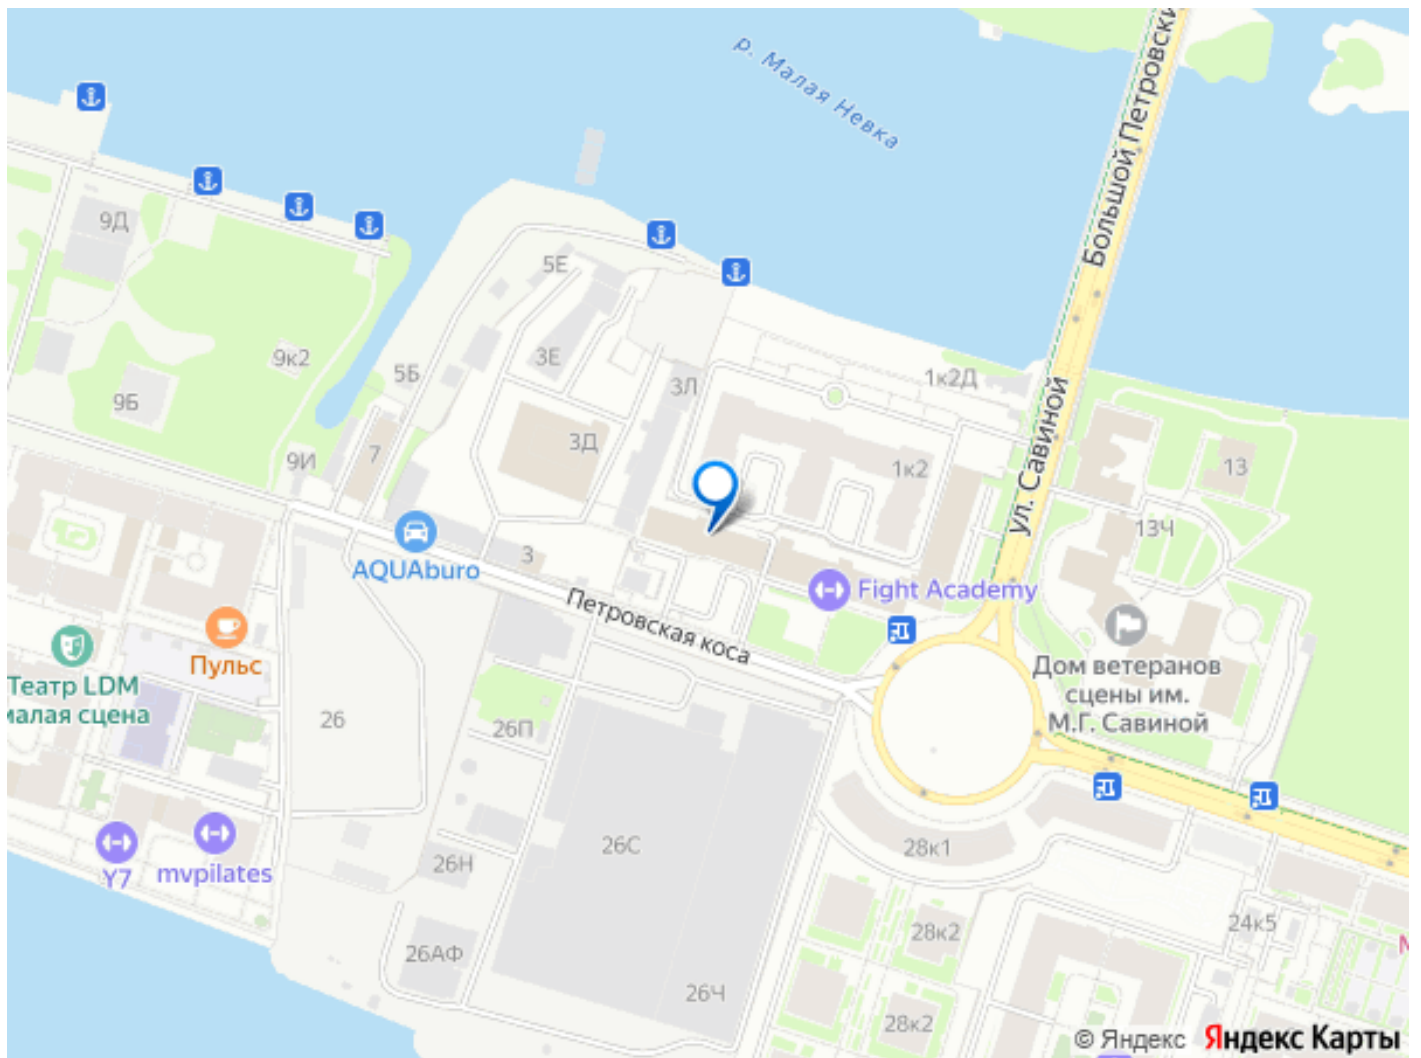 р. Малая Невка
Большой Петровский
9Д
5Е
9к2
3Е
5Б
3Л
1к2Д
9Б
ул. Савиной
3Д
7
9И
1к2
13
13Ч
AQUAburo
3
Fight Academy
Петровская коса
Пульс
Дом ветеранов
сцены им.
М.Г. Савиной
Театр LDM
малая сцена
26
26П
26С
28к1
26Н
mvpilates
Y7
28к2
24к5
26АФ
26Ч
28к2
© Яндекс Яндекс Карты